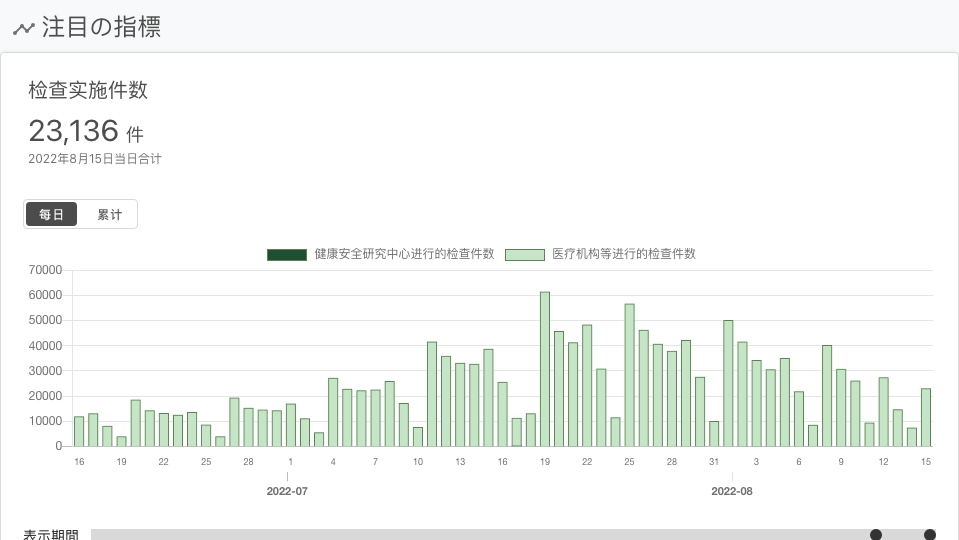 注目の指標
检查实施件数
23,136 件
2022年8月15日当日合计
每日 累计
健康安全研究中心进行的检查件数 医疗机构等进行的检查件数
70000
60000
50000
40000
30000
20000
10000
0
16 19 22 25 28 1 4 7 10 13 16 19 22 25 28 31 3 6 9 12 15
2022-07 2022-08
表示期間